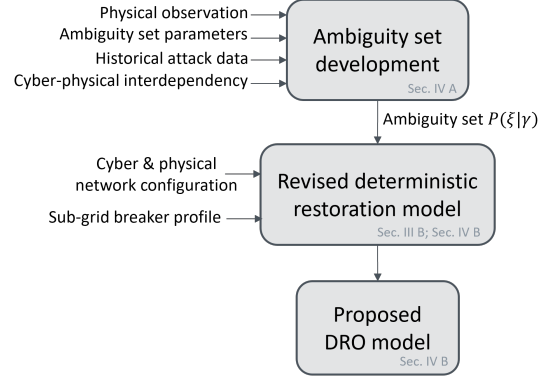 Physical observation
Ambiguity set parameters
Historical attack data
Cyber-physical interdependency
Ambiguity set
development
Sec. IV A
Ambiguity set P(ξ|γ)
Cyber & physical
network configuration
Sub-grid breaker profile
Revised deterministic
restoration model
Sec. III B; Sec. IV B
Proposed
DRO model
Sec. IV B